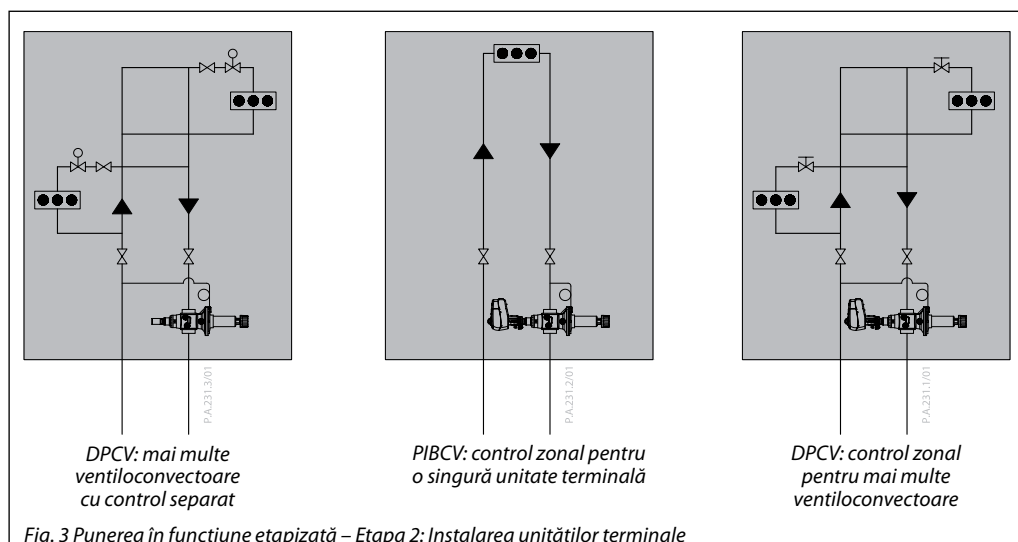 P.A.231.3/01
P.A.231.2/01
P.A.231.1/01
DPCV: mai multe
ventiloconvectoare
cu control separat
PIBCV: control zonal pentru
o singură unitate terminală
DPCV: control zonal
pentru mai multe
ventiloconvectoare
Fig. 3 Punerea în funcțiune etapizată – Etapa 2: Instalarea unităților terminale